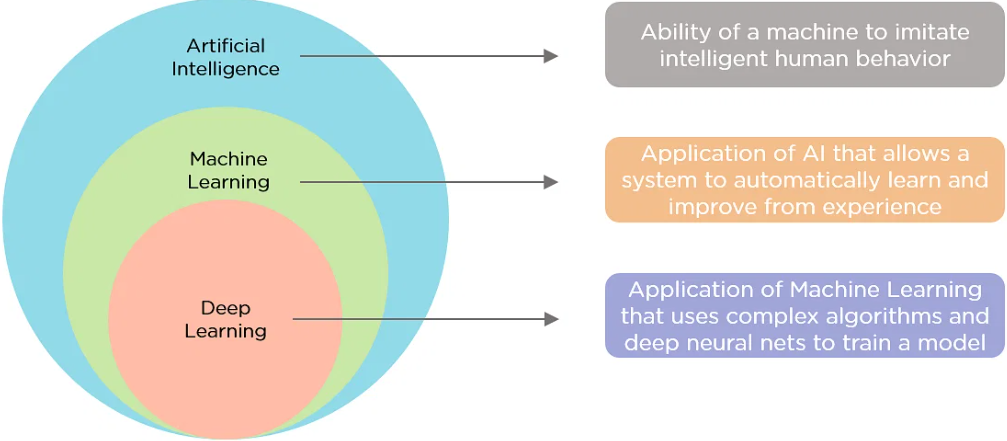 Artificial
Intelligence
Ability of a machine to imitate
intelligent human behavior
Machine
Learning
Application of AI that allows a
system to automatically learn and
improve from experience
Deep
Learning
Application of Machine Learning
that uses complex algorithms and
deep neural nets to train a model